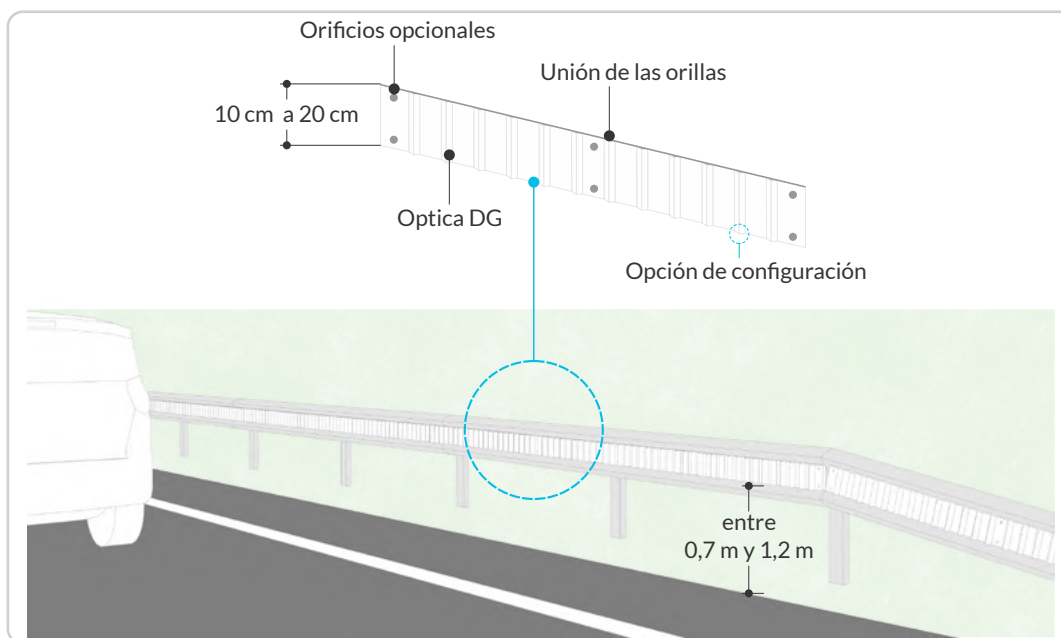 Orificios opcionales
Unión de las orillas
10 cm a 20 cm
Optica DG
Opción de configuración
entre
0,7 m y 1,2 m